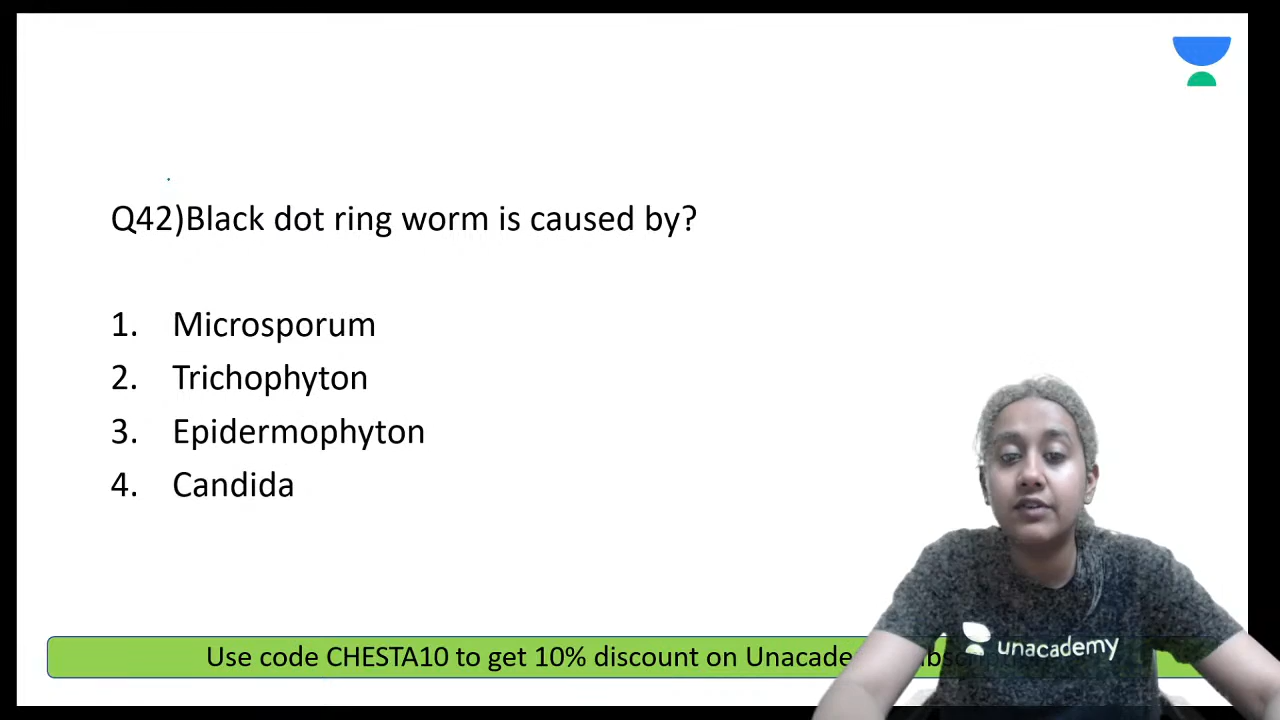 Q42)Black dot ring worm is caused by?
1. Microsporum
2. Trichophyton
3. Epidermophyton
4. Candida
Use code CHESTA10 to get 10% discount on
unacademy